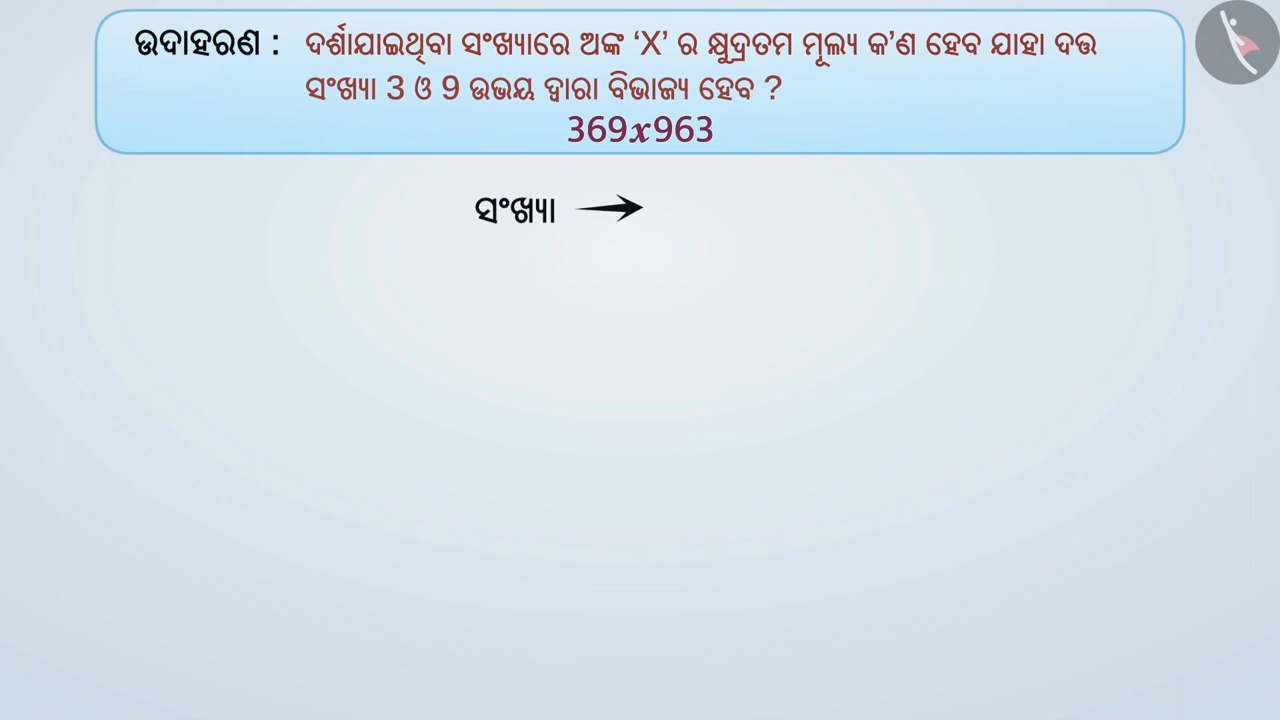 ଉଦାହରଣ : ଦର୍ଶାଯାଇଥିବା ସଂଖ୍ୟାରେ ଅଙ୍କ ‘X’ ର କ୍ଷୁଦ୍ରତମ ମୂଲ୍ୟ କ’ଣ ହେବ ଯାହା ଦତ୍ତ
ସଂଖ୍ୟା 3 ଓ 9 ଉଭୟ ଦ୍ୱାରା ବିଭାଜ୍ୟ ହେବ ?
369x963
ସଂଖ୍ୟା →